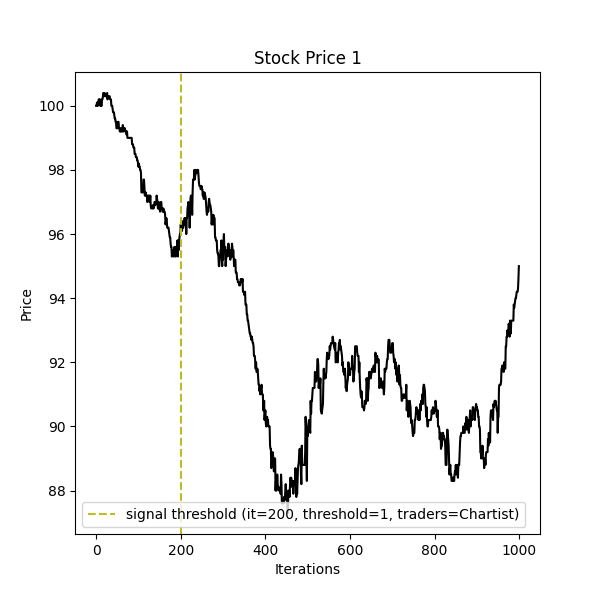 Stock Price 1
100
98
96
94
92
90
88
Price
signal threshold (it=200, threshold=1, traders=Chartist)
0 200 400 600 800 1000
Iterations